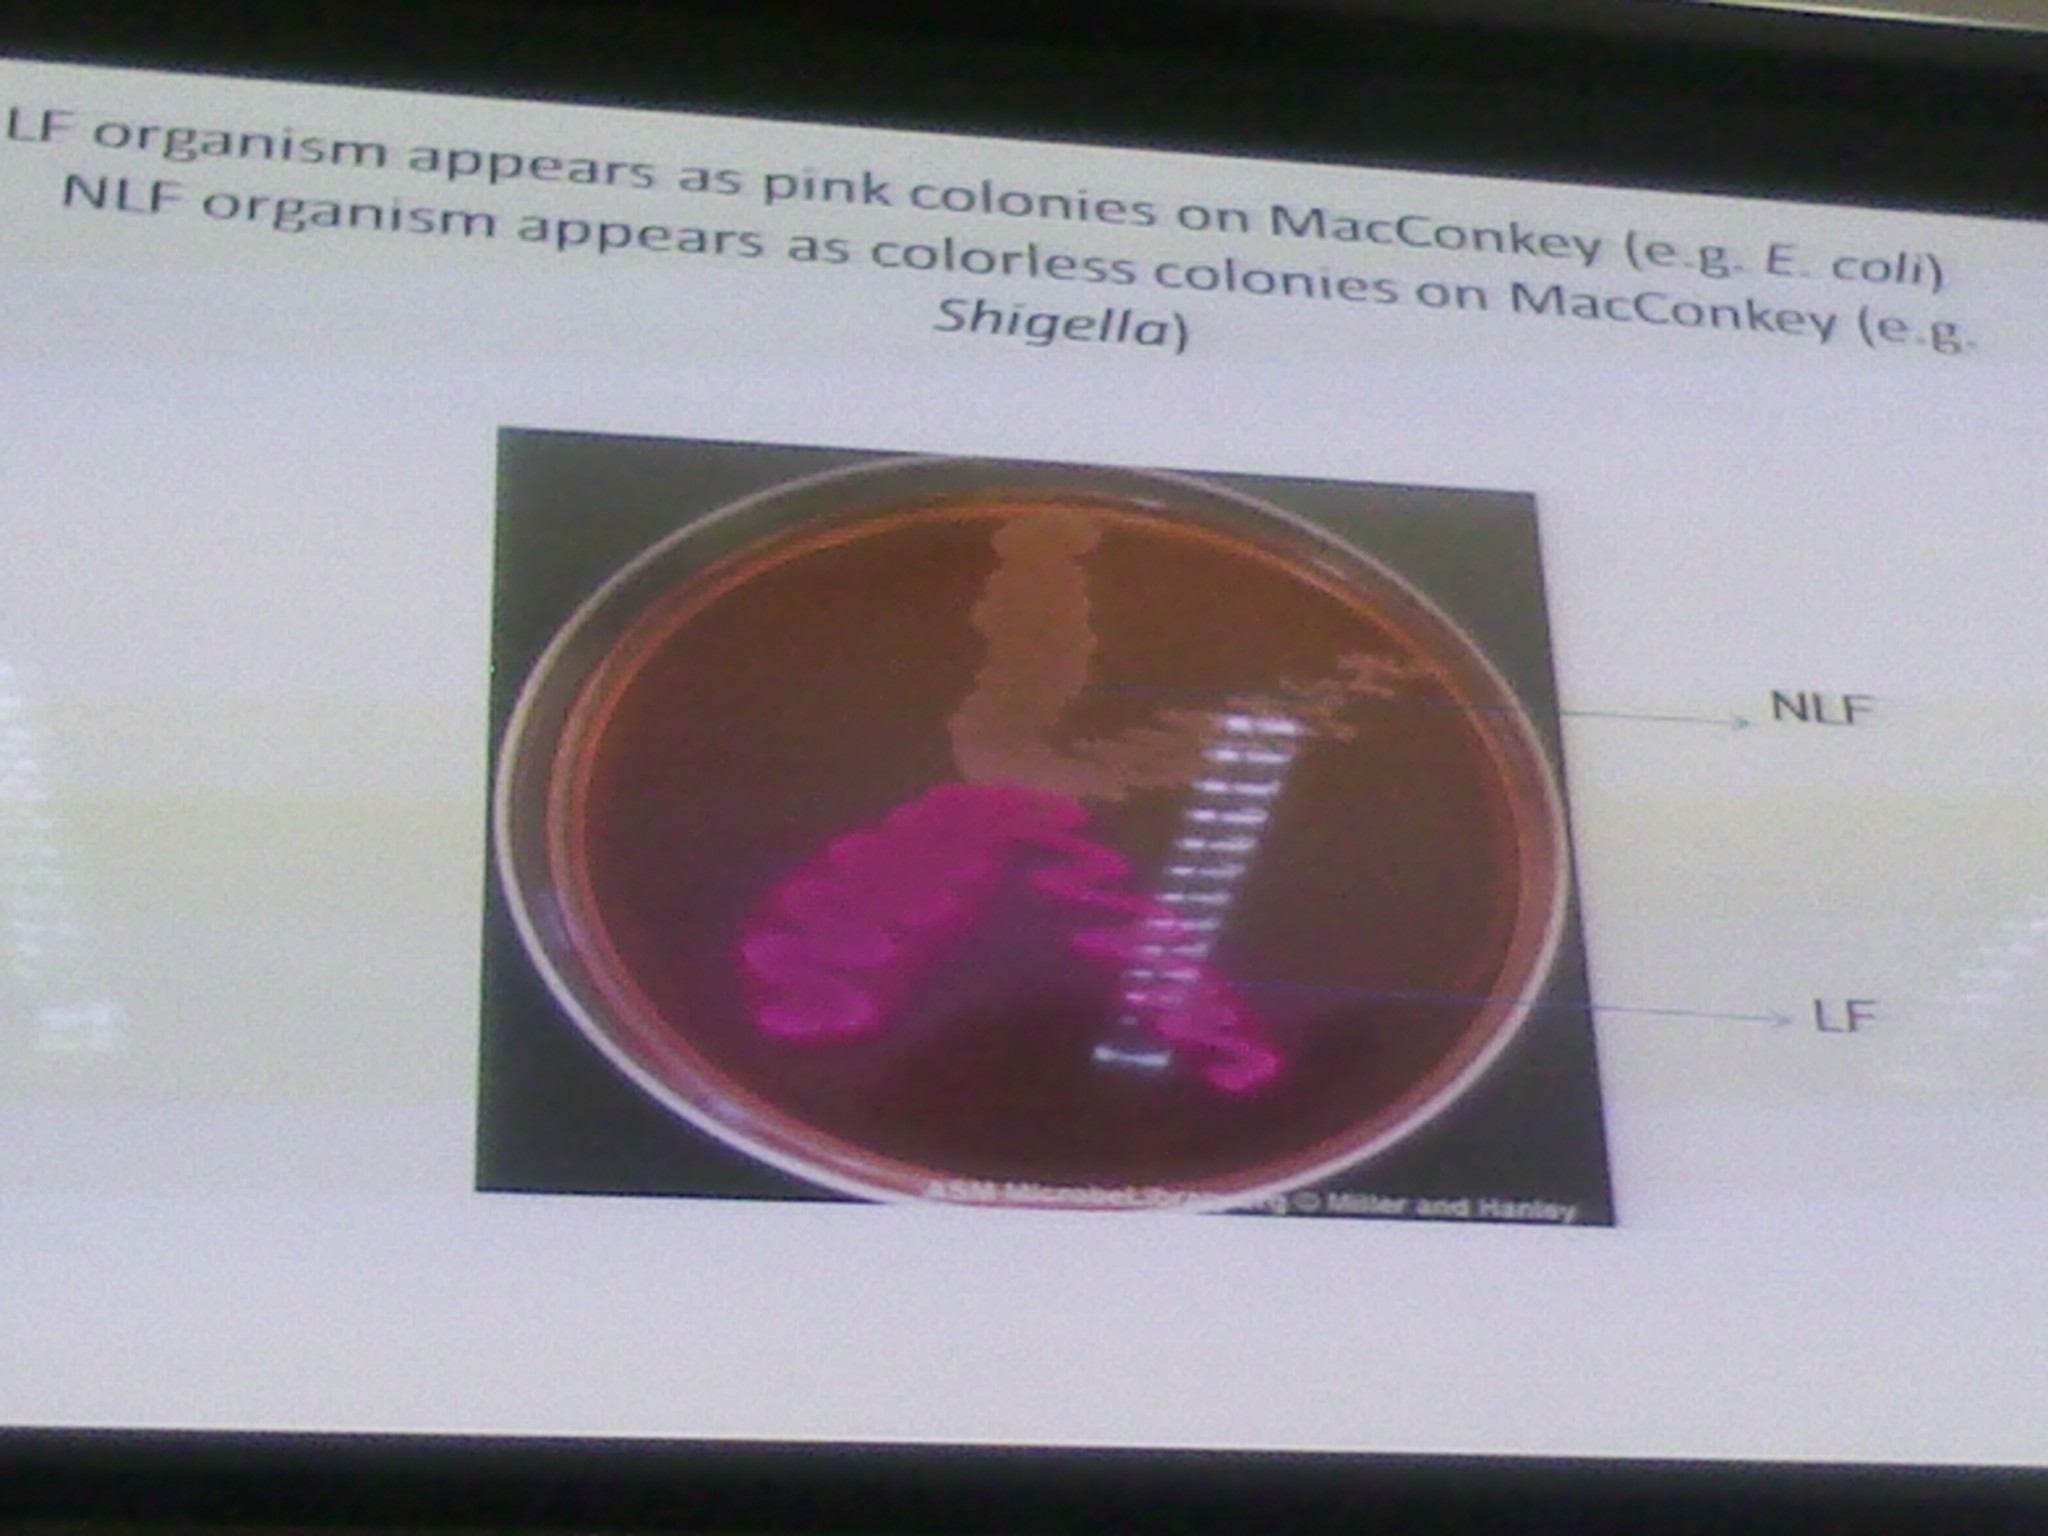 LF organism appears as pink colonies on MacConkey (e.g. E. coli)
NLF organism appears as colorless colonies on MacConkey (e.g.
Shigella)
NLF
LF
ASM MicrobeLibrary.org © Miller and Hanley